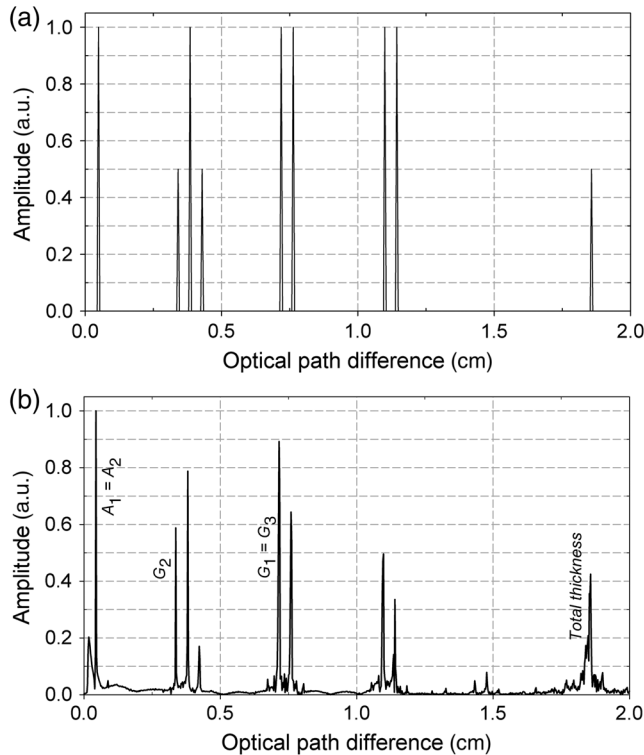 (a)
1.0
0.8
0.6
0.4
0.2
0.0
Amplitude (a.u.)
0.0 0.5 1.0 1.5 2.0
Optical path difference (cm)
(b)
1.0
0.8
0.6
0.4
0.2
0.0
Amplitude (a.u.)
A1 = A2
G2
G1 = G3
Total thickness
0.0 0.5 1.0 1.5 2.0
Optical path difference (cm)